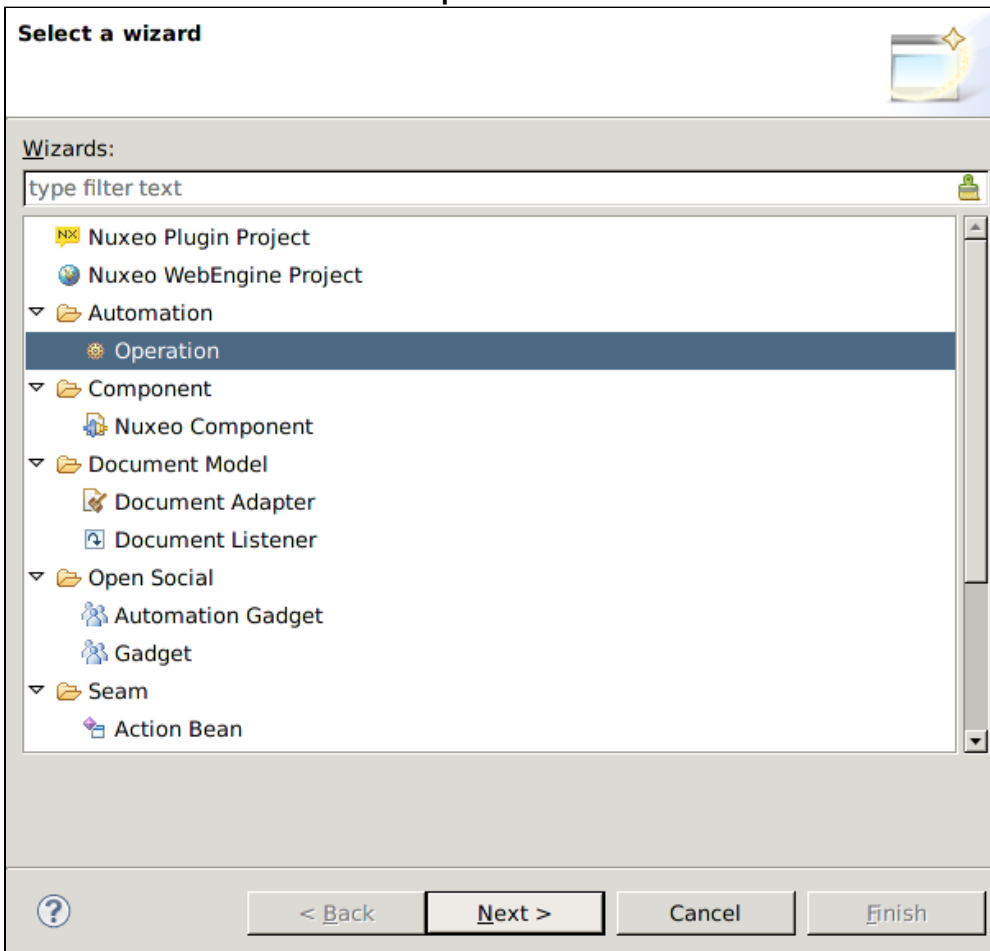 Select a wizard
Wizards:
type filter text
NX Nuxeo Plugin Project
Nuxeo WebEngine Project
Automation
Operation
Component
Nuxeo Component
Document Model
Document Adapter
Document Listener
Open Social
Automation Gadget
Gadget
Seam
Action Bean
? < Back Next > Cancel Finish